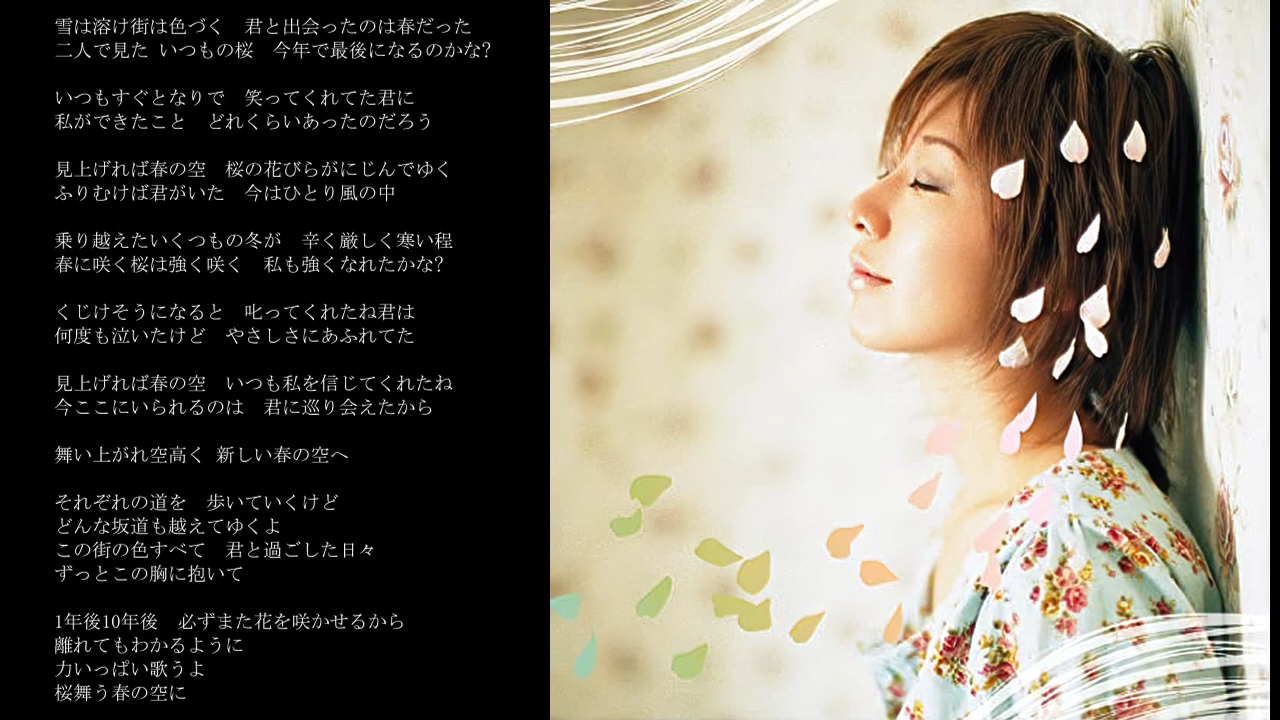 雪は溶け街は色づく　君と出会ったのは春だった
二人で見た いつもの桜　今年で最後になるのかな?
いつもすぐとなりで　笑ってくれてた君に
私ができたこと　どれくらいあったのだろう
見上げれば春の空　桜の花びらがにじんでゆく
ふりむけば君がいた　今はひとり風の中
乗り越えたいくつもの冬が　辛く厳しく寒い程
春に咲く桜は強く咲く　私も強くなれたかな?
くじけそうになると　叱ってくれたね君は
何度も泣いたけど　やさしさにあふれてた
見上げれば春の空　いつも私を信じてくれたね
今ここにいられるのは　君に巡り会えたから
舞い上がれ空高く 新しい春の空へ
それぞれの道を　歩いていくけど
どんな坂道も越えてゆくよ
この街の色すべて　君と過ごした日々
ずっとこの胸に抱いて
1年後10年後　必ずまた花を咲かせるから
離れてもわかるように
力いっぱい歌うよ
桜舞う春の空に